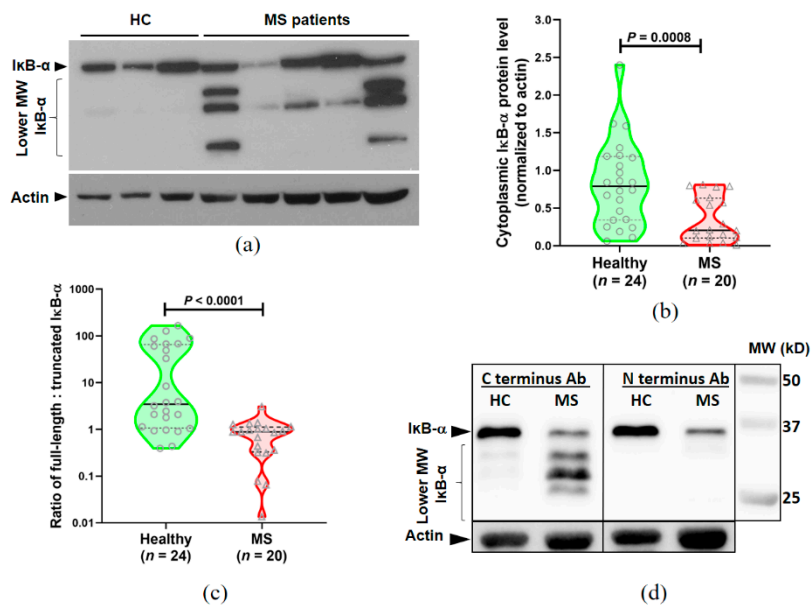 HC
MS patients
IκB-α
Lower MW
IκB-α
Actin
(a)
P = 0.0008
Cytoplasmic IκB-α protein level
(normalized to actin)
2.5
2.0
1.5
1.0
0.5
0.0
Healthy
(n = 24)
MS
(n = 20)
(b)
P < 0.0001
Ratio of full-length : truncated IκB-α
100
10
1
0.1
0.01
Healthy
(n = 24)
MS
(n = 20)
(c)
C terminus Ab
N terminus Ab
MW (kD)
HC
MS
HC
MS
50
IκB-α
37
Lower MW
IκB-α
25
Actin
(d)